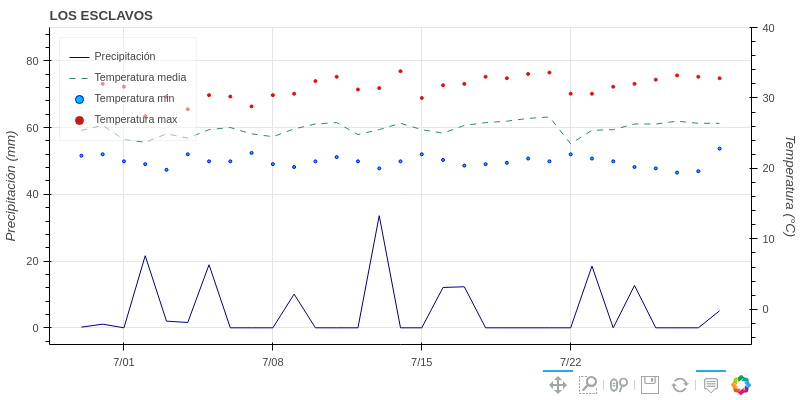 LOS ESCLAVOS
Precipitación
Temperatura media
Temperatura min
Temperatura max
Precipitación (mm)
80
60
40
20
0
Temperatura (°C)
40
30
20
10
0
7/01
7/08
7/15
7/22